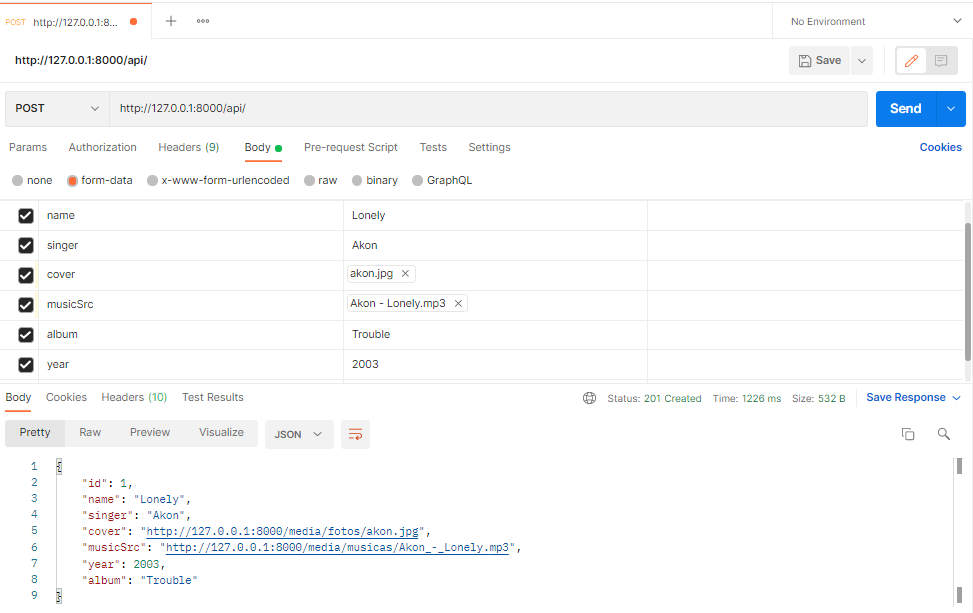 POST http://127.0.0.1:8... No Environment
http://127.0.0.1:8000/api/ Save
POST http://127.0.0.1:8000/api/ Send
Params Authorization Headers (9) Body Pre-request Script Tests Settings Cookies
none form-data x-www-form-urlencoded raw binary GraphQL
name Lonely
singer Akon
cover akon.jpg
musicSrc Akon - Lonely.mp3
album Trouble
year 2003
Body Cookies Headers (10) Test Results Status: 201 Created Time: 1226 ms Size: 532 B Save Response
Pretty Raw Preview Visualize JSON
1 {
2 "id": 1,
3 "name": "Lonely",
4 "singer": "Akon",
5 "cover": "http://127.0.0.1:8000/media/fotos/akon.jpg",
6 "musicSrc": "http://127.0.0.1:8000/media/musicas/Akon_-_Lonely.mp3",
7 "year": 2003,
8 "album": "Trouble"
9 }